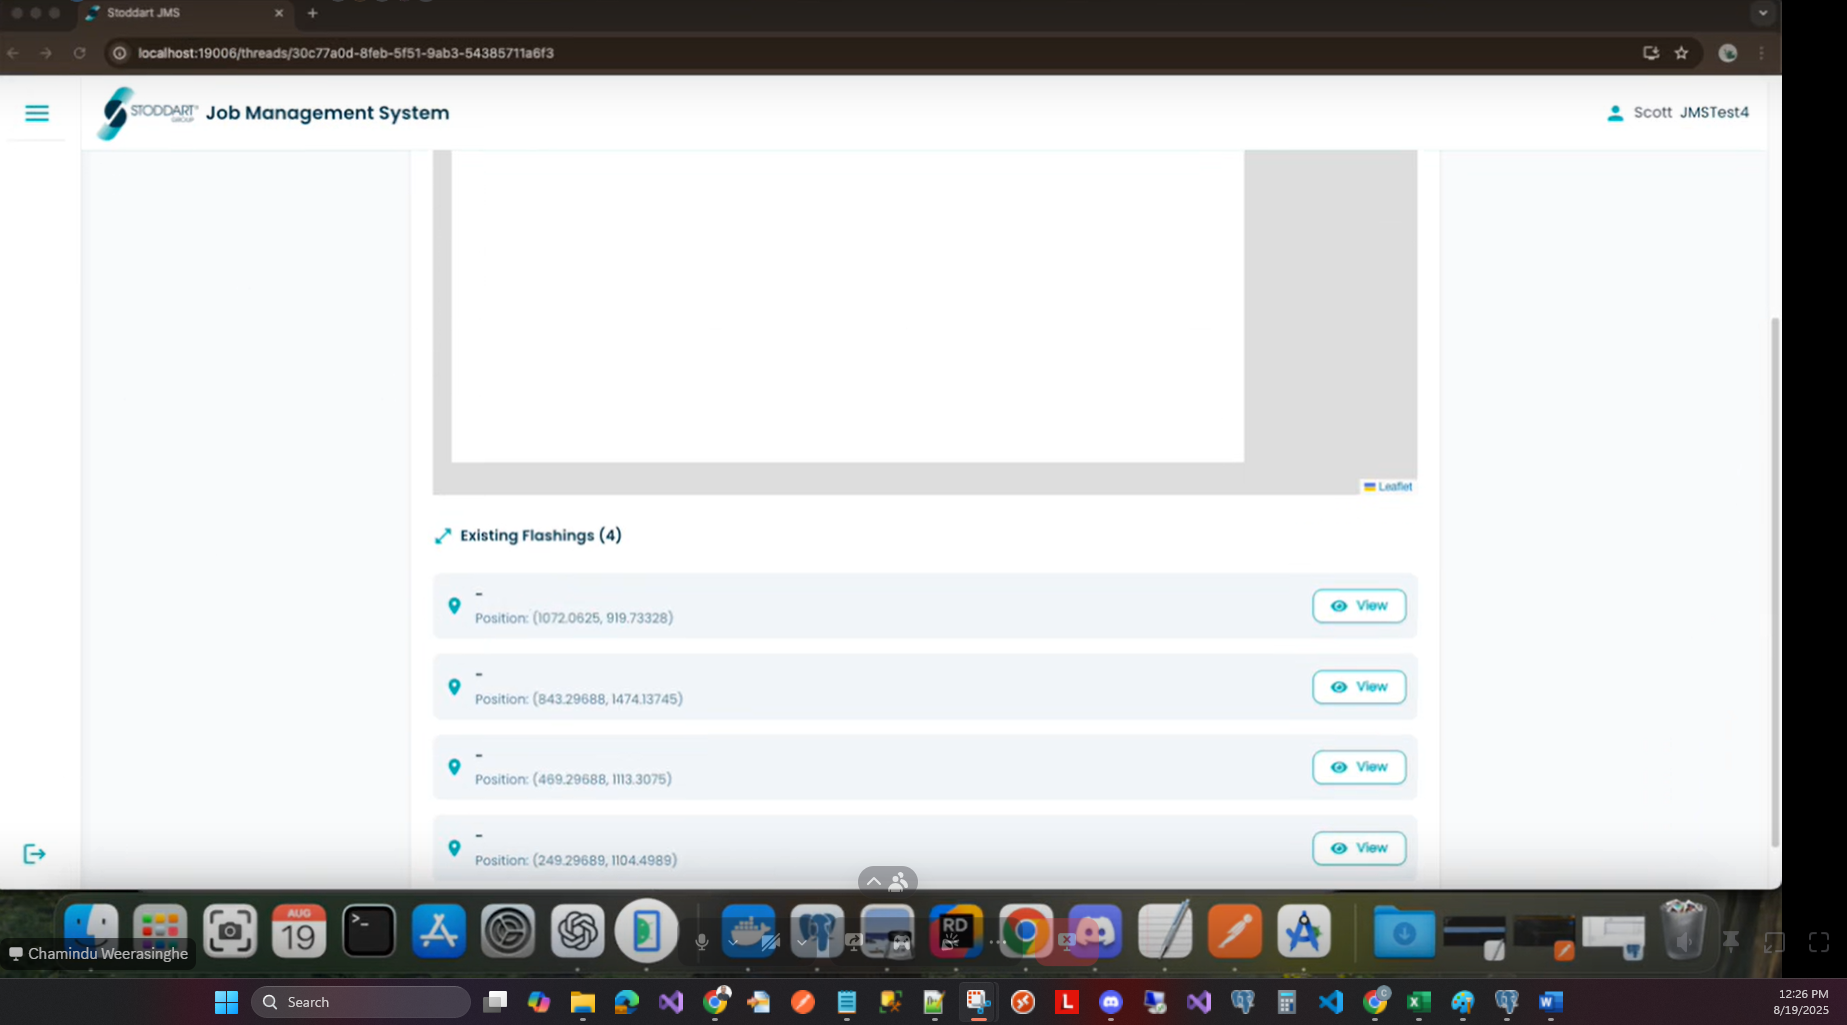 Stoddart JMS
localhost:19006/threads/30c77a0d-8feb-5f51-9ab3-54385711a6f3
STODDART
GROUP
Job Management System
Scott JMSTest4
Leaflet
Existing Flashings (4)
-
Position: (1072.0625, 919.73328)
View
-
Position: (843.29688, 1474.13745)
View
-
Position: (469.29688, 1113.3075)
View
-
Position: (249.29689, 1104.4989)
View
AUG
19
RD
Chamindu Weerasinghe
Search
12:26 PM
8/19/2025